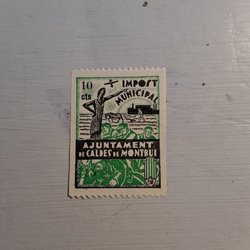 10
cts
IMPOST
MUNICIPAL
AJUNTAMENT
DE CALDES DE MONTBUI